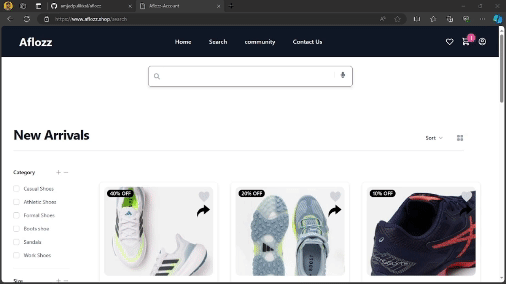 amjadpullikkal/aflozz
Aflozz-Account
https://www.aflozz.shop/search
Aflozz
Home
Search
community
Contact Us
1
New Arrivals
Sort
Category
Casual Shoes
Athletic Shoes
Formal Shoes
Boots shoe
Sandals
Work Shoes
Size
40% OFF
20% OFF
10% OFF